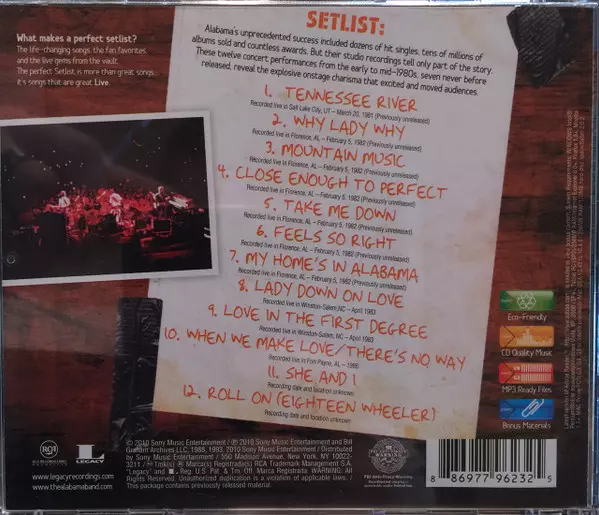 SETLIST:
What makes a perfect setlist?
The life-changing songs, the fan favorites,
and the live gems from the vault.
The perfect Setlist, is more than great songs,
it's songs that are great Live.
Alabama's unprecedented success included dozens of hit singles, tens of millions of
albums sold and countless awards. But their studio recordings tell only part of the story.
These twelve concert performances from the early to mid-1980s, seven never before
released, reveal the explosive onstage charisma that excited and moved audiences.
1. TENNESSEE RIVER
Recorded live in Salt Lake City, UT – March 20, 1981 (Previously unreleased)
2. WHY LADY WHY
Recorded live in Florence, AL – February 5, 1982 (Previously unreleased)
3. MOUNTAIN MUSIC
Recorded live in Florence, AL – February 5, 1982 (Previously unreleased)
4. CLOSE ENOUGH TO PERFECT
Recorded live in Florence, AL – February 5, 1982 (Previously unreleased)
5. TAKE ME DOWN
Recorded live in Florence, AL – February 5, 1982 (Previously unreleased)
6. FEELS SO RIGHT
Recorded live in Florence, AL – February 5, 1982 (Previously unreleased)
7. MY HOME'S IN ALABAMA
Recorded live in Florence, AL – February 5, 1982 (Previously unreleased)
8. LADY DOWN ON LOVE
Recorded live in Winston-Salem, NC – April 1983
9. LOVE IN THE FIRST DEGREE
Recorded live in Winston-Salem, NC – April 1983
10. WHEN WE MAKE LOVE/THERE'S NO WAY
Recorded live in Fort Payne, AL – 1986
11. SHE AND I
Recording date and location unknown
12. ROLL ON (EIGHTEEN WHEELER)
Recording date and location unknown
Eco-Friendly
CD Quality Music
MP3 Ready Files
Bonus Materials
RCA
LEGACY
www.legacyrecordings.com
thealabamaband.com
© 2010 Sony Music Entertainment / ℗ 2010 Sony Music Entertainment and Bill
Graham Archives LLC, 1985, 1993, 2010 Sony Music Entertainment / Distributed by
Sony Music Entertainment / 550 Madison Avenue, New York, NY 10022-
3211 / Tmk(s) ® Marca(s) Registrada(s) RCA Trademark Management S.A.
"Legacy" and L Reg. U.S. Pat. & Tm. Off. Marca Registrada WARNING: All
Rights Reserved. Unauthorized duplication is a violation of applicable laws. /
This package contains previously released material.
FBI Anti-Piracy Warning
8 86977 96232 5